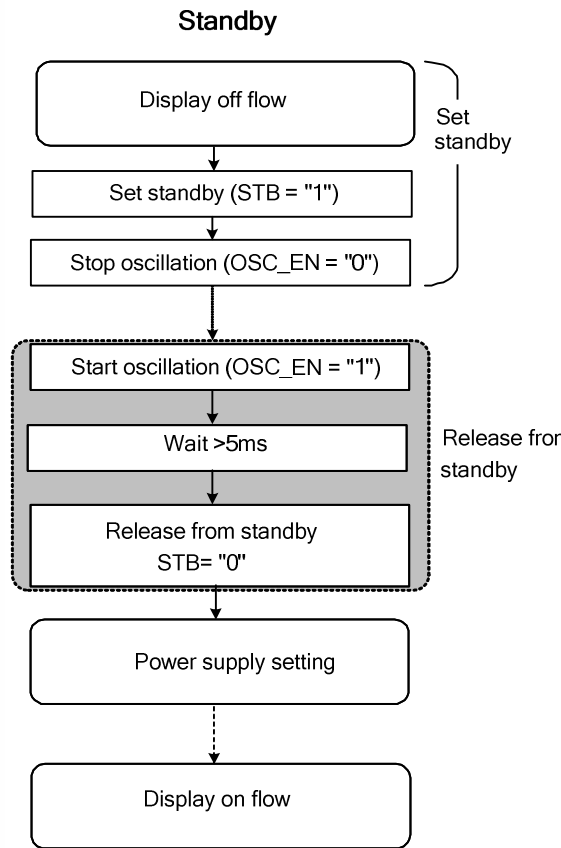 Standby
Display off flow
Set
standby
Set standby (STB = "1")
Stop oscillation (OSC_EN = "0")
Start oscillation (OSC_EN = "1")
Wait >5ms
Release from
standby
Release from standby
STB= "0"
Power supply setting
Display on flow